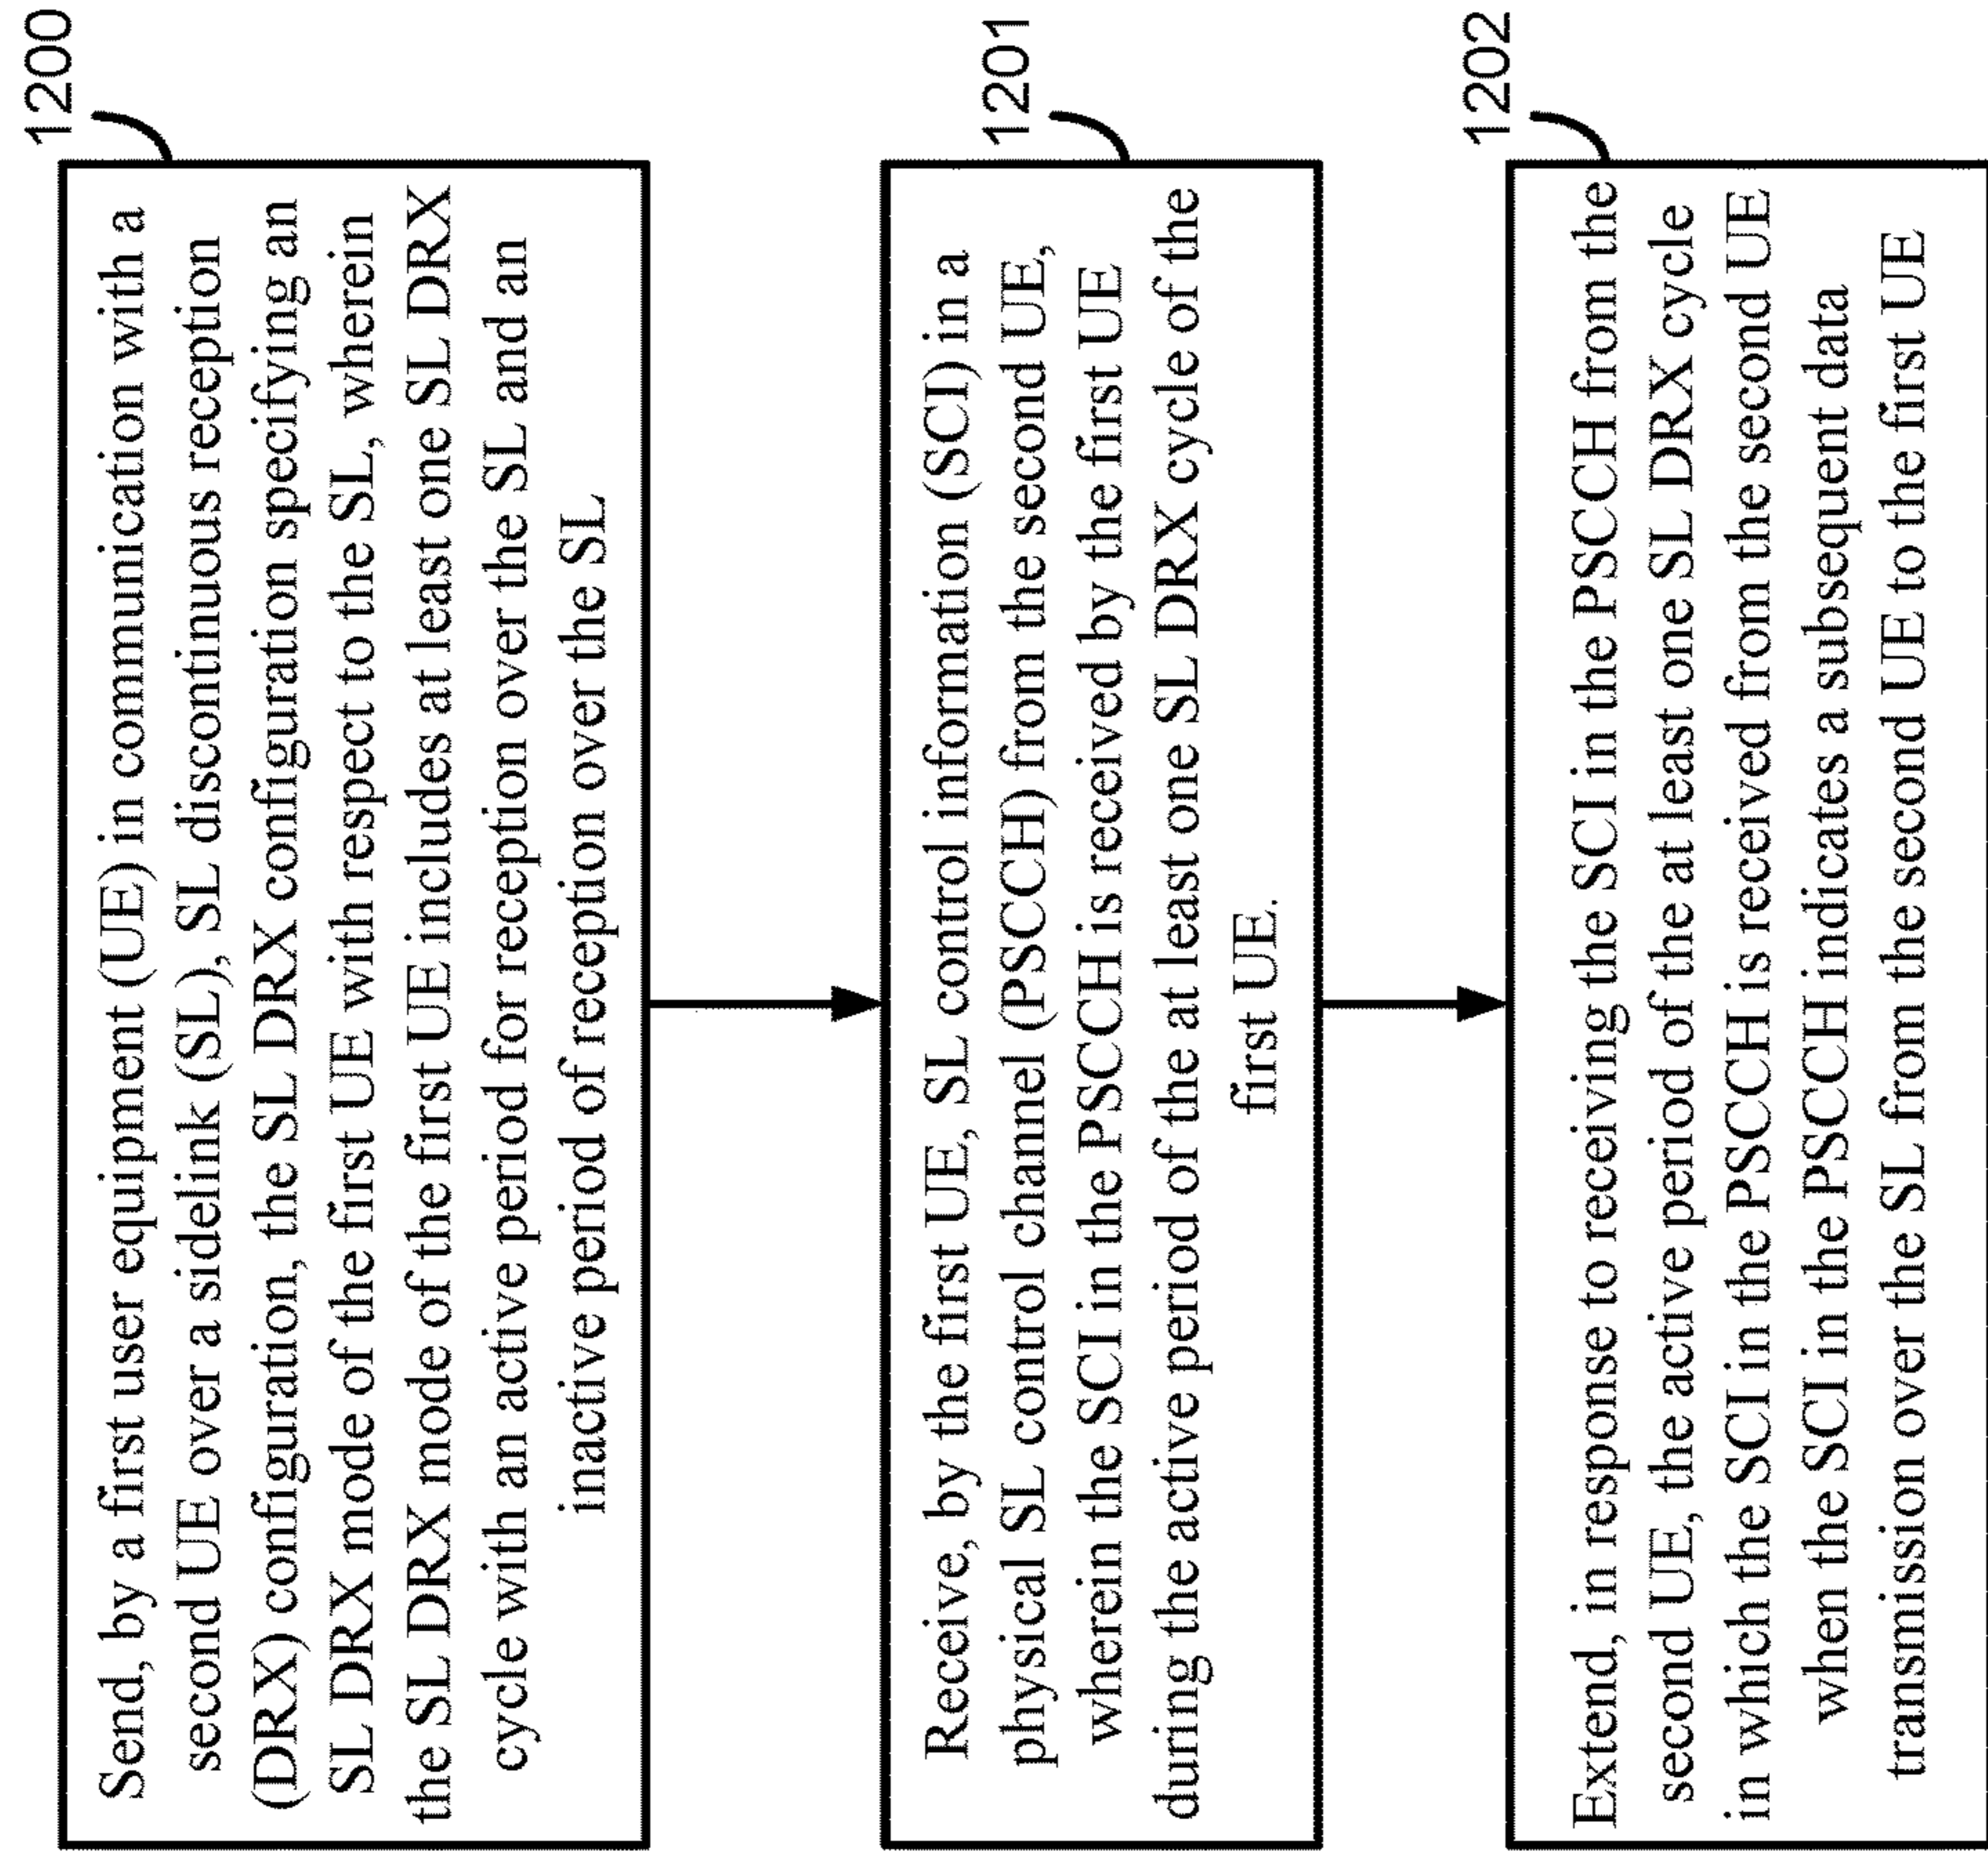 1200
Send, by a first user equipment (UE) in communication with a
second UE over a sidelink (SL), SL discontinuous reception
(DRX) configuration, the SL DRX configuration specifying an
SL DRX mode of the first UE with respect to the SL, wherein
the SL DRX mode of the first UE includes at least one SL DRX
cycle with an active period for reception over the SL and an
inactive period of reception over the SL
1201
Receive, by the first UE, SL control information (SCI) in a
physical SL control channel (PSCCH) from the second UE,
wherein the SCI in the PSCCH is received by the first UE
during the active period of the at least one SL DRX cycle of the
first UE.
1202
Extend, in response to receiving the SCI in the PSCCH from the
second UE, the active period of the at least one SL DRX cycle
in which the SCI in the PSCCH is received from the second UE
when the SCI in the PSCCH indicates a subsequent data
transmission over the SL from the second UE to the first UE